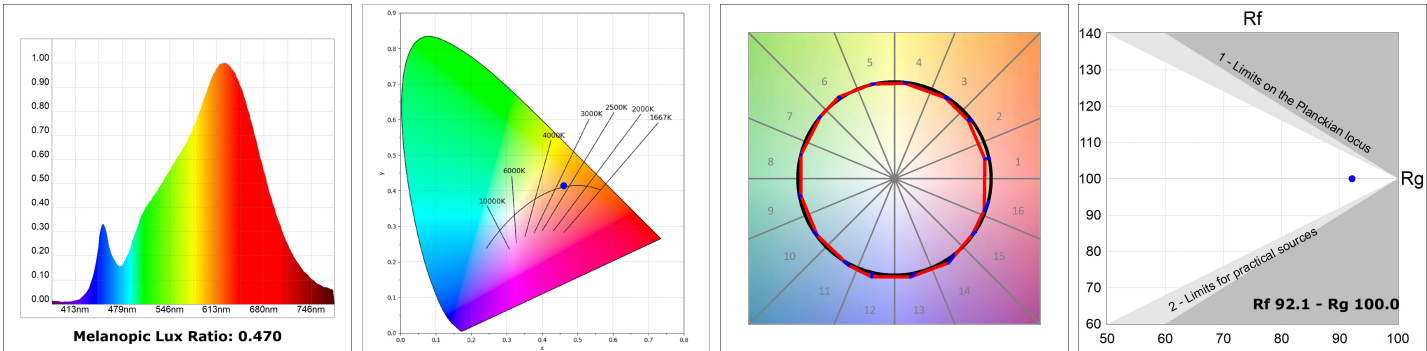 1.00
0.90
0.80
0.70
0.60
0.50
0.40
0.30
0.20
0.10
0.00
413nm 479nm 546nm 613nm 680nm 746nm
Melanopic Lux Ratio: 0.470
0.9
0.8
0.7
0.6
0.5
0.4
0.3
0.2
0.1
0.0
y
0.0 0.1 0.2 0.3 0.4 0.5 0.6 0.7 0.8
x
10000K
6000K
4000K
3000K
2500K
2000K
1667K
1
2
3
4
5
6
7
8
9
10
11
12
13
14
15
16
Rf
140
130
120
110
100
90
80
70
60
Rg
1 - Limits on the Planckian locus
2 - Limits for practical sources
Rf 92.1 - Rg 100.0
50 60 70 80 90 100